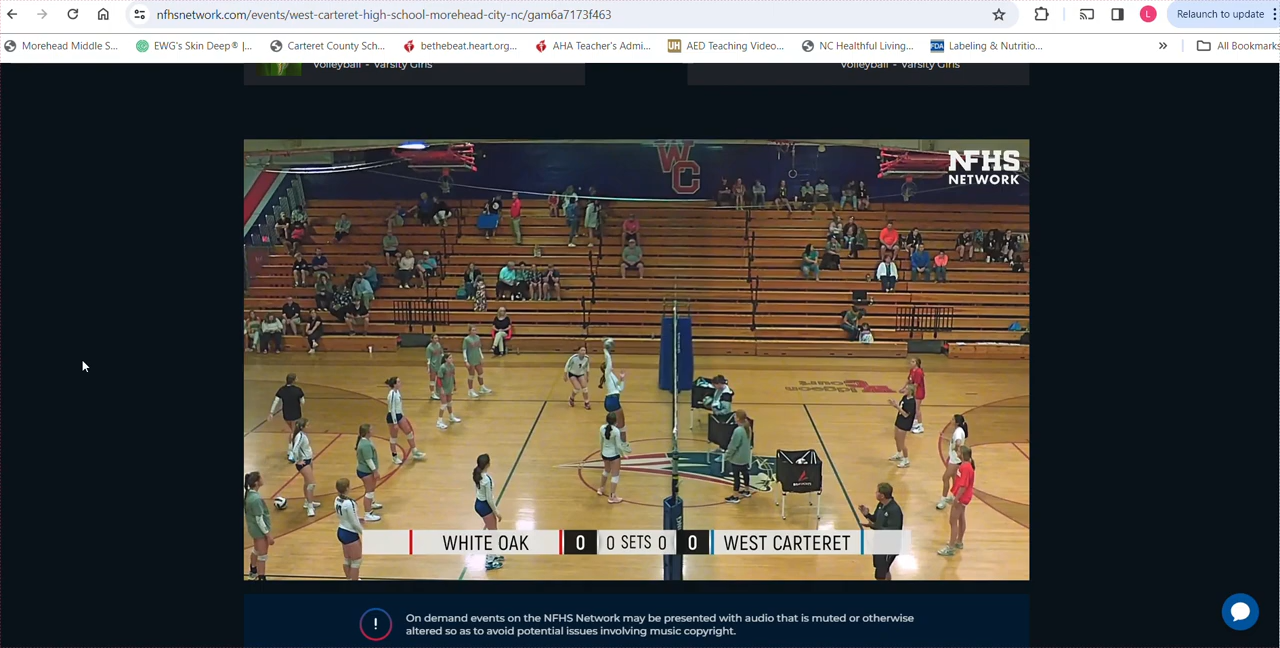 nfhsnetwork.com/events/west-carteret-high-school-morehead-city-nc/gam6a7173f463
L
Relaunch to update
Morehead Middle S...
EWG's Skin Deep® |...
Carteret County Sch...
bethebeat.heart.org...
AHA Teacher's Admi...
UH
AED Teaching Video...
NC Healthful Living...
FDA
Labeling & Nutritio...
»
All Bookmarks
Volleyball - Varsity Girls
Volleyball - Varsity Girls
WC
NFHS
NETWORK
WHITE OAK 0 0 SETS 0 0 WEST CARTERET
! On demand events on the NFHS Network may be presented with audio that is muted or otherwise
altered so as to avoid potential issues involving music copyright.